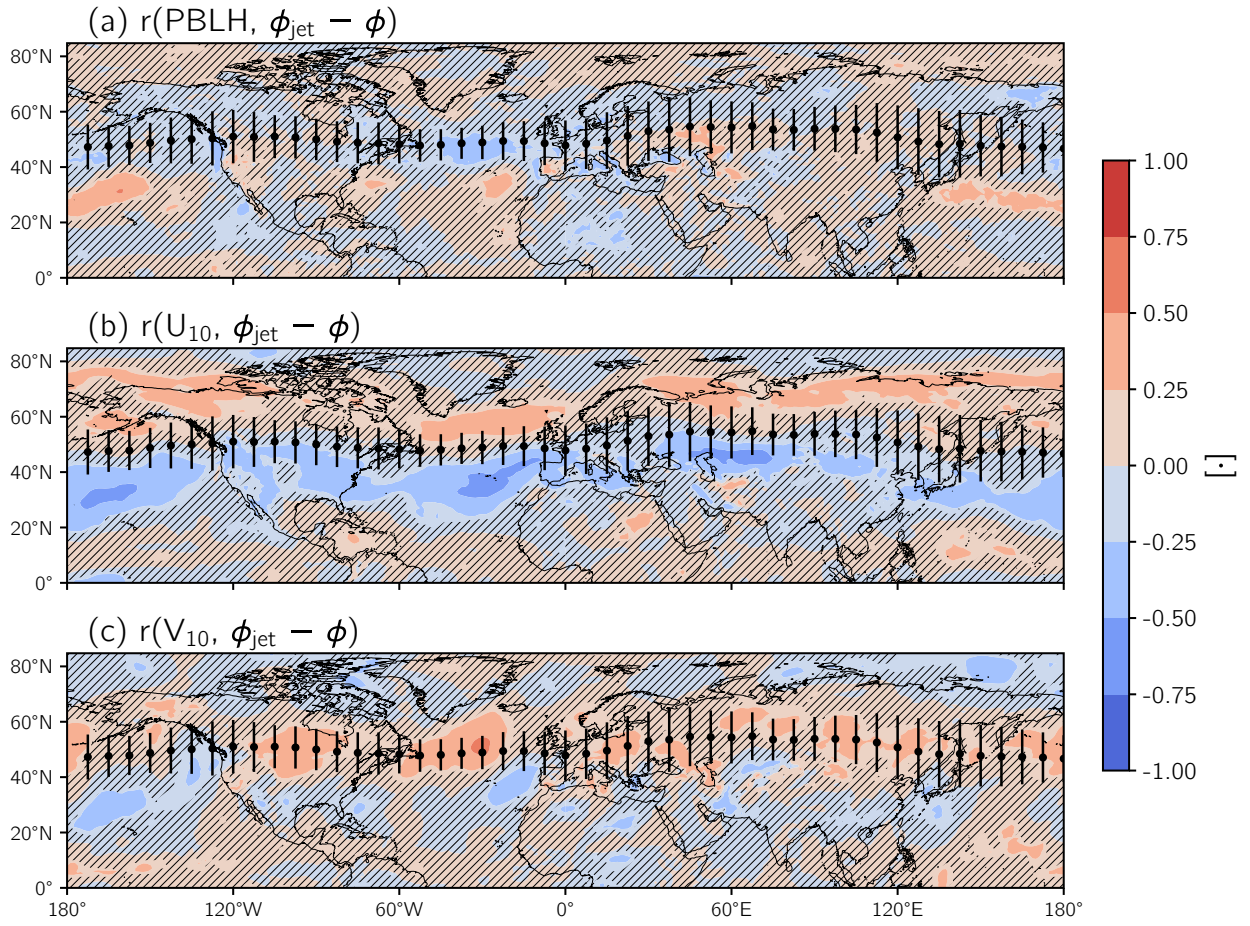 (a) r(PBLH, ϕjet − ϕ)
80°N
60°N
40°N
20°N
0°
(b) r(U10, ϕjet − ϕ)
80°N
60°N
40°N
20°N
0°
(c) r(V10, ϕjet − ϕ)
80°N
60°N
40°N
20°N
0°
180° 120°W 60°W 0° 60°E 120°E 180°
1.00
0.75
0.50
0.25
0.00
-0.25
-0.50
-0.75
-1.00
[·]